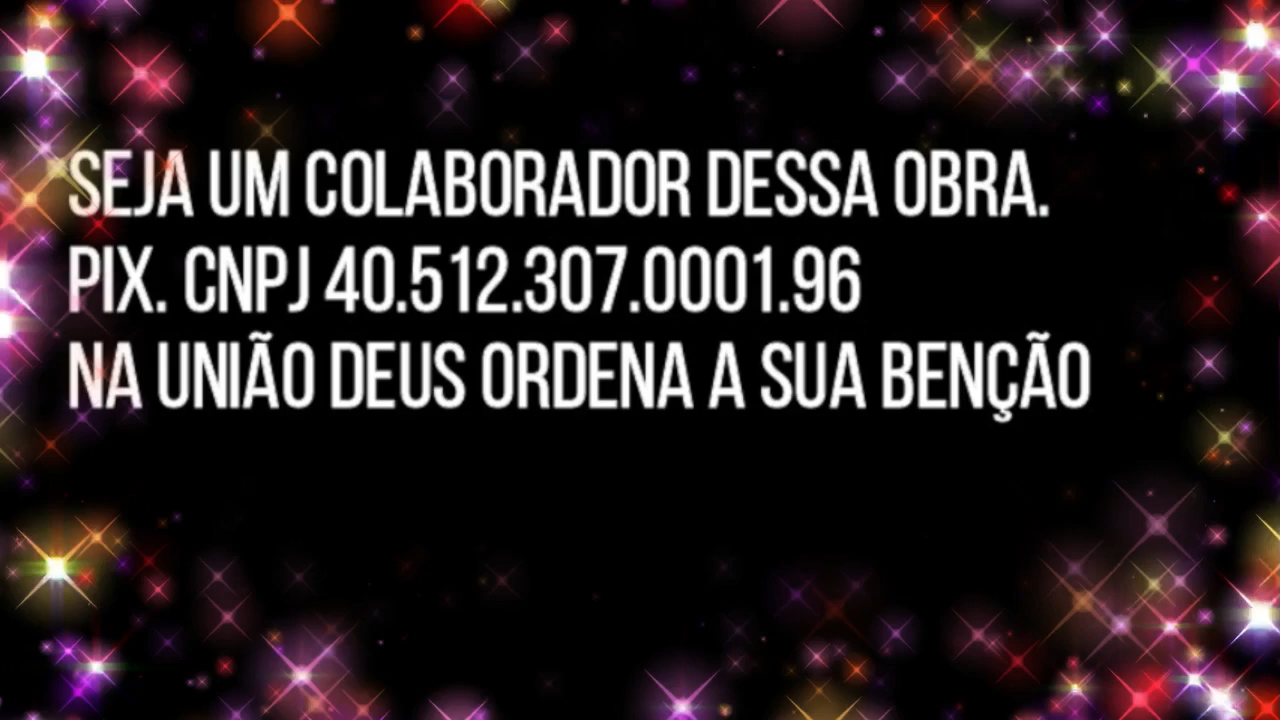 SEJA UM COLABORADOR DESSA OBRA.
PIX. CNPJ 40.512.307.0001.96
NA UNIÃO DEUS ORDENA A SUA BENÇÃO